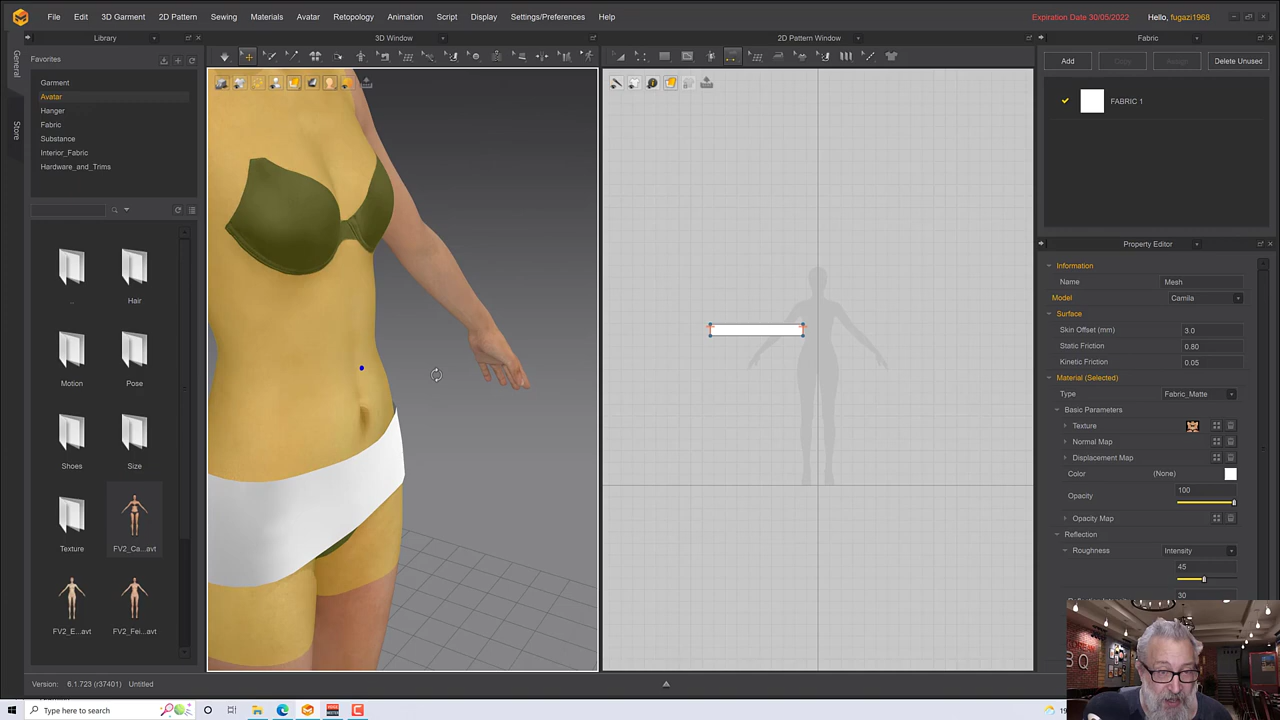 File Edit 3D Garment 2D Pattern Sewing Materials Avatar Retopology Animation Script Display Settings/Preferences Help
Expiration Date 30/05/2022 Hello, fugazi1968
General
Store
Library
Favorites
Garment
Avatar
Hanger
Fabric
Substance
Interior_Fabric
Hardware_and_Trims
..
Hair
Motion
Pose
Shoes
Size
Texture
FV2_Ca...avt
FV2_E....avt
FV2_Fei...avt
3D Window
2D Pattern Window
Fabric
Add Copy Assign Delete Unused
FABRIC 1
Property Editor
Information
Name Mesh
Model Camila
Surface
Skin Offset (mm) 3.0
Static Friction 0.80
Kinetic Friction 0.05
Material (Selected)
Type Fabric_Matte
Basic Parameters
Texture
Normal Map
Displacement Map
Color (None)
Opacity 100
Opacity Map
Reflection
Roughness Intensity
45
30
Version: 6.1.723 (r37401) Untitled
Type here to search